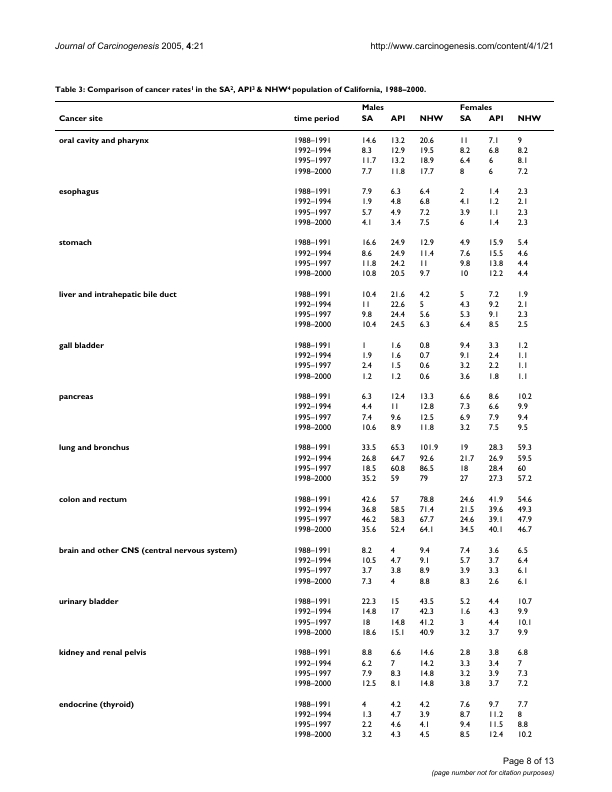 Journal of Carcinogenesis 2005, 4:21 http://www.carcinogenesis.com/content/4/1/21
Table 3: Comparison of cancer rates¹ in the SA², API³ & NHW⁴ population of California, 1988–2000.
Males Females
Cancer site time period SA API NHW SA API NHW
oral cavity and pharynx 1988–1991 14.6 13.2 20.6 11 7.1 9
1992–1994 8.3 12.9 19.5 8.2 6.8 8.2
1995–1997 11.7 13.2 18.9 6.4 6 8.1
1998–2000 7.7 11.8 17.7 8 6 7.2
esophagus 1988–1991 7.9 6.3 6.4 2 1.4 2.3
1992–1994 1.9 4.8 6.8 4.1 1.2 2.1
1995–1997 5.7 4.9 7.2 3.9 1.1 2.3
1998–2000 4.1 3.4 7.5 6 1.4 2.3
stomach 1988–1991 16.6 24.9 12.9 4.9 15.9 5.4
1992–1994 8.6 24.9 11.4 7.6 15.5 4.6
1995–1997 11.8 24.2 11 9.8 13.8 4.4
1998–2000 10.8 20.5 9.7 10 12.2 4.4
liver and intrahepatic bile duct 1988–1991 10.4 21.6 4.2 5 7.2 1.9
1992–1994 11 22.6 5 4.3 9.2 2.1
1995–1997 9.8 24.4 5.6 5.3 9.1 2.3
1998–2000 10.4 24.5 6.3 6.4 8.5 2.5
gall bladder 1988–1991 1 1.6 0.8 9.4 3.3 1.2
1992–1994 1.9 1.6 0.7 9.1 2.4 1.1
1995–1997 2.4 1.5 0.6 3.2 2.2 1.1
1998–2000 1.2 1.2 0.6 3.6 1.8 1.1
pancreas 1988–1991 6.3 12.4 13.3 6.6 8.6 10.2
1992–1994 4.4 11 12.8 7.3 6.6 9.9
1995–1997 7.4 9.6 12.5 6.9 7.9 9.4
1998–2000 10.6 8.9 11.8 3.2 7.5 9.5
lung and bronchus 1988–1991 33.5 65.3 101.9 19 28.3 59.3
1992–1994 26.8 64.7 92.6 21.7 26.9 59.5
1995–1997 18.5 60.8 86.5 18 28.4 60
1998–2000 35.2 59 79 27 27.3 57.2
colon and rectum 1988–1991 42.6 57 78.8 24.6 41.9 54.6
1992–1994 36.8 58.5 71.4 21.5 39.6 49.3
1995–1997 46.2 58.3 67.7 24.6 39.1 47.9
1998–2000 35.6 52.4 64.1 34.5 40.1 46.7
brain and other CNS (central nervous system) 1988–1991 8.2 4 9.4 7.4 3.6 6.5
1992–1994 10.5 4.7 9.1 5.7 3.7 6.4
1995–1997 3.7 3.8 8.9 3.9 3.3 6.1
1998–2000 7.3 4 8.8 8.3 2.6 6.1
urinary bladder 1988–1991 22.3 15 43.5 5.2 4.4 10.7
1992–1994 14.8 17 42.3 1.6 4.3 9.9
1995–1997 18 14.8 41.2 3 4.4 10.1
1998–2000 18.6 15.1 40.9 3.2 3.7 9.9
kidney and renal pelvis 1988–1991 8.8 6.6 14.6 2.8 3.8 6.8
1992–1994 6.2 7 14.2 3.3 3.4 7
1995–1997 7.9 8.3 14.8 3.2 3.9 7.3
1998–2000 12.5 8.1 14.8 3.8 3.7 7.2
endocrine (thyroid) 1988–1991 4 4.2 4.2 7.6 9.7 7.7
1992–1994 1.3 4.7 3.9 8.7 11.2 8
1995–1997 2.2 4.6 4.1 9.4 11.5 8.8
1998–2000 3.2 4.3 4.5 8.5 12.4 10.2
Page 8 of 13
(page number not for citation purposes)